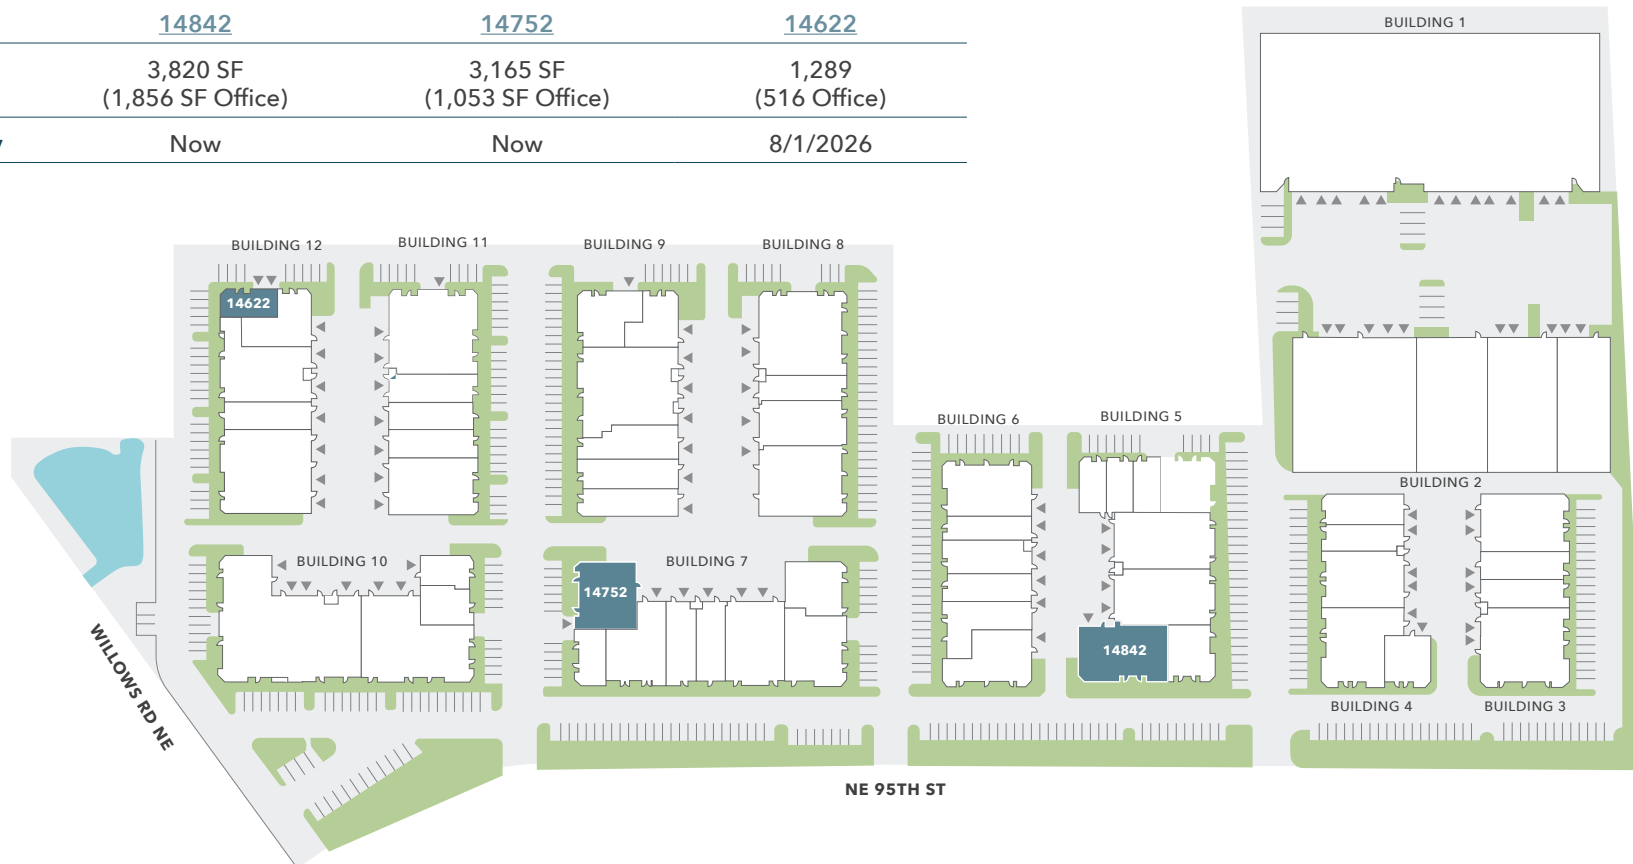 14842 14752 14622
3,820 SF 3,165 SF 1,289
(1,856 SF Office) (1,053 SF Office) (516 Office)
Now Now 8/1/2026
BUILDING 1
BUILDING 12 BUILDING 11 BUILDING 9 BUILDING 8
14622
BUILDING 6 BUILDING 5
BUILDING 2
BUILDING 10 BUILDING 7
14752
14842
WILLOWS RD NE
BUILDING 4 BUILDING 3
NE 95TH ST